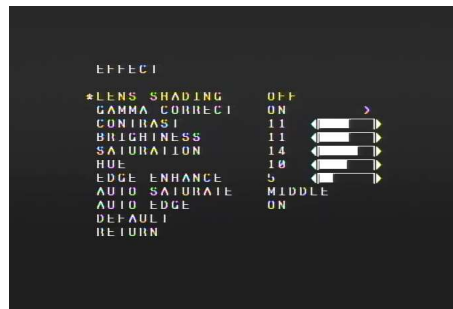 EFFECT
*LENS SHADING OFF
GAMMA CORRECT ON >
CONTRAST 11
BRIGHTNESS 11
SATURATION 14
HUE 10
EDGE ENHANCE 5
AUTO SATURATE MIDDLE
AUTO EDGE ON
DEFAULT
RETURN